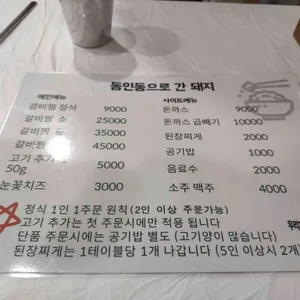 동인동으로 간 돼지
메인메뉴
갈비찜 정식 9000
갈비찜 소 25000
갈비찜 중 35000
갈비찜 45000
고기 추가 1
50g 5000
눈꽃치즈 3000
사이드메뉴
돈까스 9000
돈까스 곱빼기 10000
된장찌개 2000
공기밥 1000
음료수 2000
소주 맥주 4000
정식 1인 1주문 원칙(2인 이상 주문가능)
고기 추가는 첫 주문시에만 적용 됩니다
단품 주문시에는 공기밥 별도 (고기양이 많습니다)
된장찌게는 1테이블당 1개 나갑니다 (5인 이상시 2개